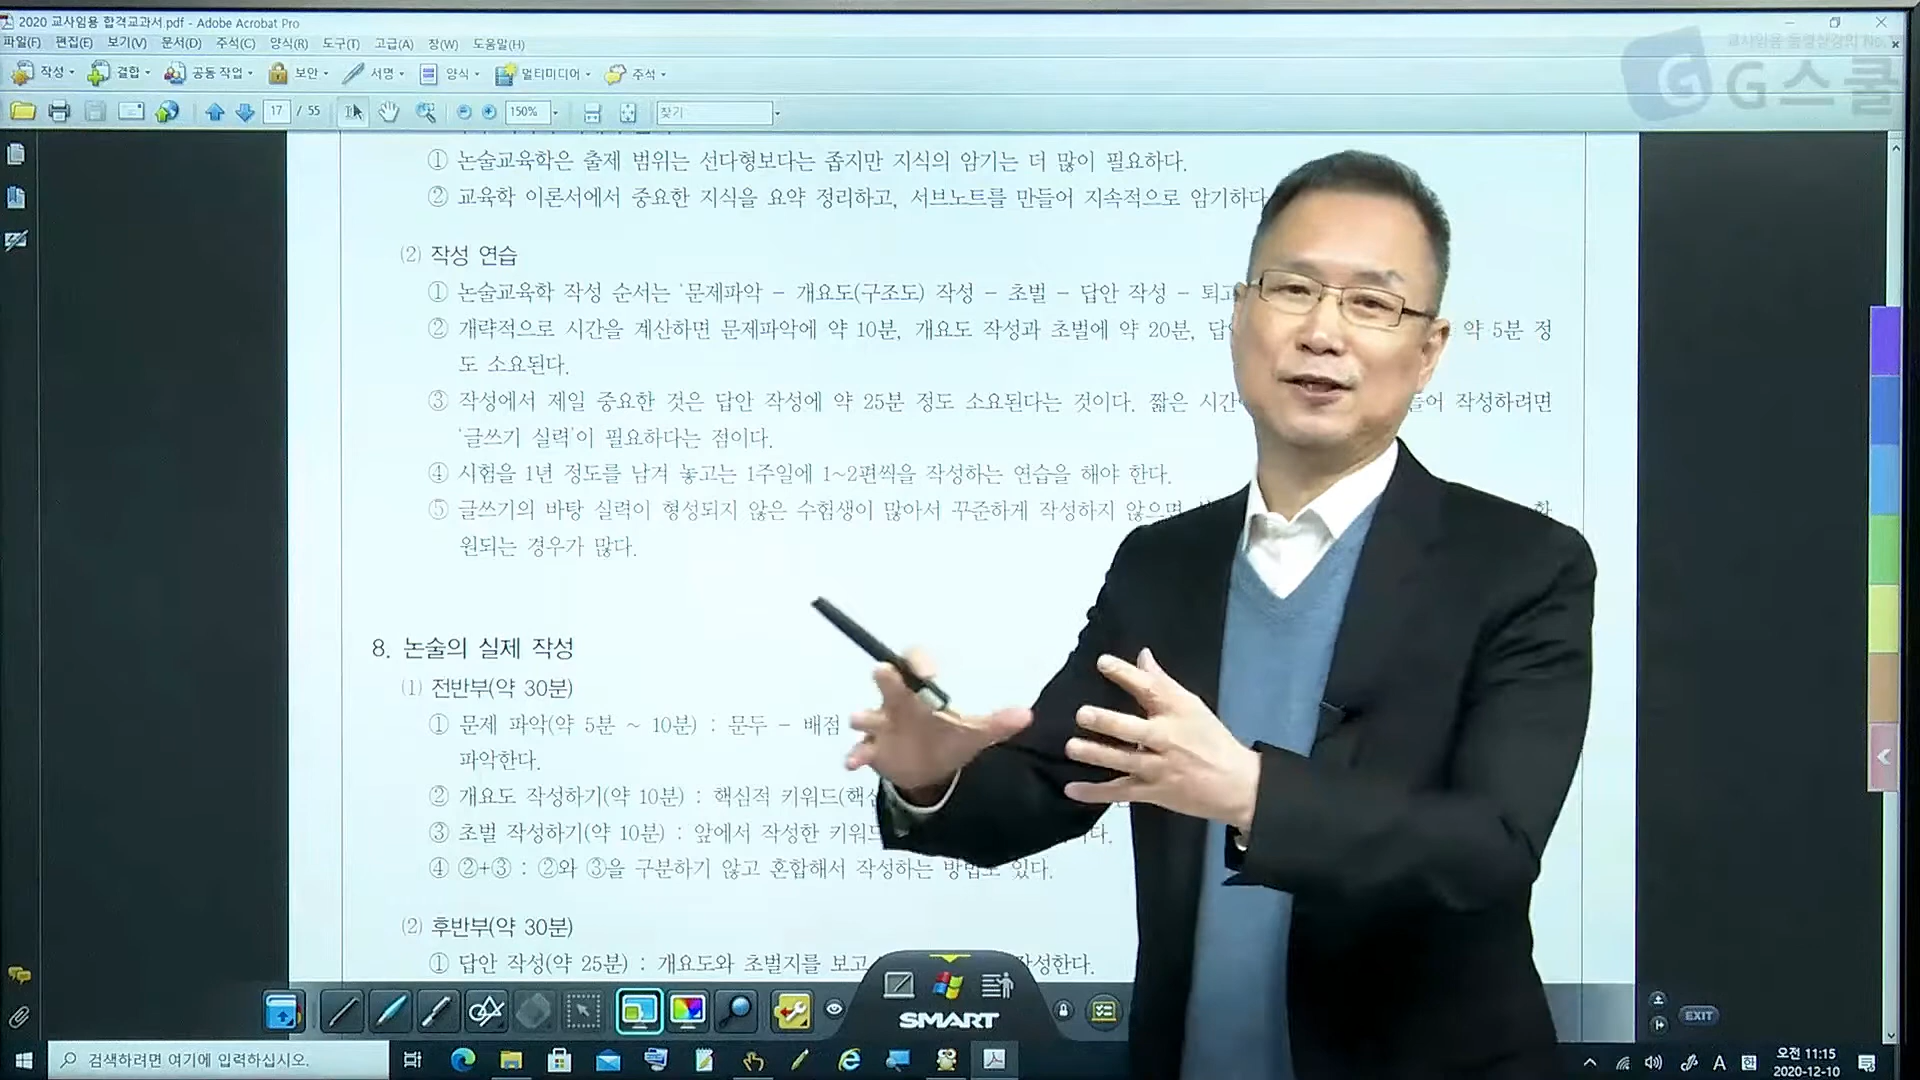 2020 교사임용 합격교과서.pdf - Adobe Acrobat Pro
파일(F) 편집(E) 보기(V) 문서(D) 주석(C) 양식(R) 도구(T) 고급(A) 창(W) 도움말(H)
작성 결합 공동 작업 보안 서명 양식 멀티미디어 주석
17 / 55 150% 찾기
G스쿨
① 논술교육학은 출제 범위는 선다형보다는 좁지만 지식의 암기는 더 많이 필요하다.
② 교육학 이론서에서 중요한 지식을 요약 정리하고, 서브노트를 만들어 지속적으로 암기하다
(2) 작성 연습
① 논술교육학 작성 순서는 '문제파악 - 개요도(구조도) 작성 - 초벌 - 답안 작성 - 퇴고
② 개략적으로 시간을 계산하면 문제파악에 약 10분, 개요도 작성과 초벌에 약 20분, 약 5분 정
도 소요된다.
③ 작성에서 제일 중요한 것은 답안 작성에 약 25분 정도 소요된다는 것이다. 짧은 시간 들어 작성하려면
'글쓰기 실력'이 필요하다는 점이다.
④ 시험을 1년 정도를 남겨 놓고는 1주일에 1~2편씩을 작성하는 연습을 해야 한다.
⑤ 글쓰기의 바탕 실력이 형성되지 않은 수험생이 많아서 꾸준하게 작성하지 않으면
원되는 경우가 많다.
8. 논술의 실제 작성
(1) 전반부(약 30분)
① 문제 파악(약 5분 ~ 10분) : 문두 - 배점
파악한다.
② 개요도 작성하기(약 10분) : 핵심적 키워드(핵심
③ 초벌 작성하기(약 10분) : 앞에서 작성한 키워드 다.
④ ②+③ : ②와 ③을 구분하기 않고 혼합해서 작성하는 방법도 있다.
(2) 후반부(약 30분)
① 답안 작성(약 25분) : 개요도와 초벌지를 보고 작성한다.
SMART
EXIT
검색하려면 여기에 입력하십시오.
A 한
오전 11:15
2020-12-10